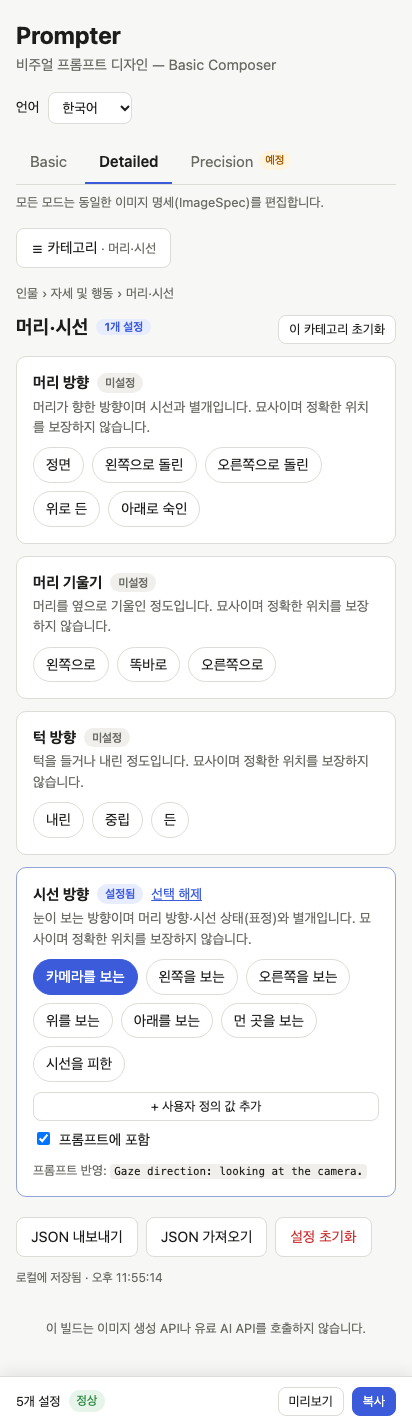 Prompter
비주얼 프롬프트 디자인 — Basic Composer
언어 한국어
Basic Detailed Precision 예정
모든 모드는 동일한 이미지 명세(ImageSpec)를 편집합니다.
≡ 카테고리 · 머리·시선
인물 › 자세 및 행동 › 머리·시선
머리·시선 1개 설정 이 카테고리 초기화
머리 방향 미설정
머리가 향한 방향이며 시선과 별개입니다. 묘사이며 정확한 위치
를 보장하지 않습니다.
정면 왼쪽으로 돌린 오른쪽으로 돌린
위로 든 아래로 숙인
머리 기울기 미설정
머리를 옆으로 기울인 정도입니다. 묘사이며 정확한 위치를 보장
하지 않습니다.
왼쪽으로 똑바로 오른쪽으로
턱 방향 미설정
턱을 들거나 내린 정도입니다. 묘사이며 정확한 위치를 보장하지
않습니다.
내린 중립 든
시선 방향 설정됨 선택 해제
눈이 보는 방향이며 머리 방향·시선 상태(표정)와 별개입니다. 묘
사이며 정확한 위치를 보장하지 않습니다.
카메라를 보는 왼쪽을 보는 오른쪽을 보는
위를 보는 아래를 보는 먼 곳을 보는
시선을 피한
+ 사용자 정의 값 추가
프롬프트에 포함
프롬프트 반영: Gaze direction: looking at the camera.
JSON 내보내기 JSON 가져오기 설정 초기화
로컬에 저장됨 · 오후 11:55:14
이 빌드는 이미지 생성 API나 유료 AI API를 호출하지 않습니다.
5개 설정 정상 미리보기 복사